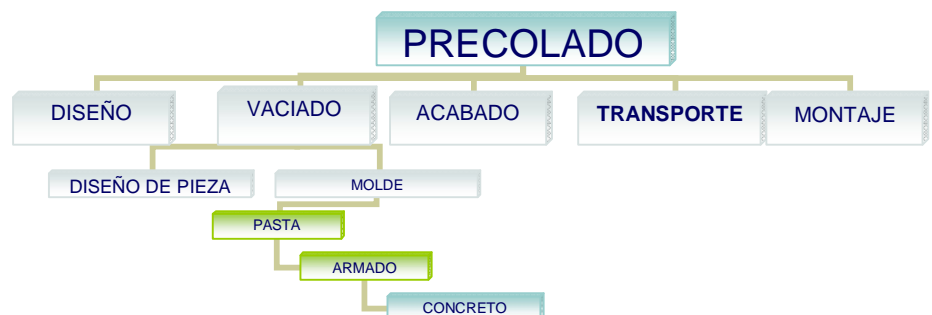 PRECOLADO
DISEÑO
VACIADO
ACABADO
TRANSPORTE
MONTAJE
DISEÑO DE PIEZA
MOLDE
PASTA
ARMADO
CONCRETO